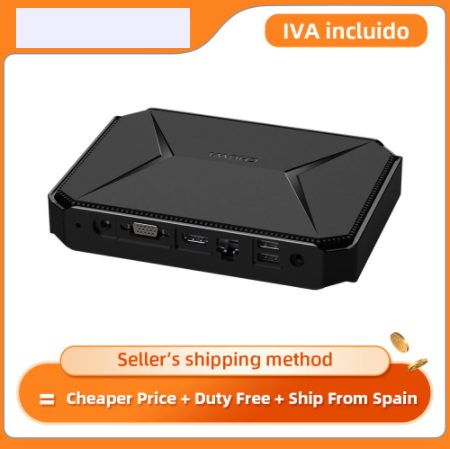 IVA incluido
Seller's shipping method
= Cheaper Price + Duty Free + Ship From Spain